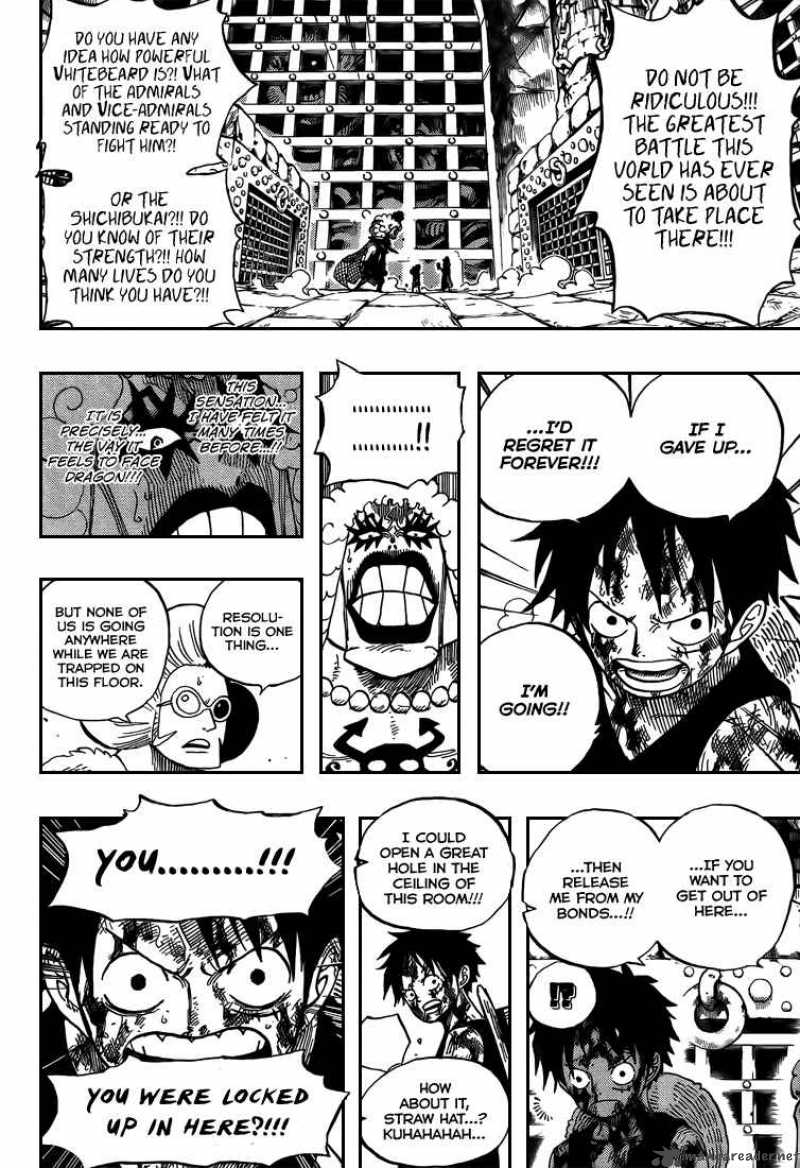 DO NOT BE
RIDICULOUS!!!
THE GREATEST
BATTLE THIS
VORLD HAS EVER
SEEN IS ABOUT
TO TAKE PLACE
THERE!!!
DO YOU HAVE ANY
IDEA HOW POWERFUL
VHITEBEARD IS?! VHAT
OF THE ADMIRALS
AND VICE-ADMIRALS
STANDING READY TO
FIGHT HIM?!
OR THE
SHICHIBUKAI?!! DO
YOU KNOW OF THEIR
STRENGTH?!! HOW
MANY LIVES DO YOU
THINK YOU HAVE?!!
IF I
GAVE UP...
...I'D
REGRET IT
FOREVER!!!
I'M
GOING!!
..............
..............!!
THIS
SENSATION...
I HAVE FELT IT
MANY TIMES
BEFORE...!!
IT IS
PRECISELY...
THE VAY IT
FEELS TO FACE
DRAGON!!!
RESOLU-
TION IS ONE
THING...
BUT NONE OF
US IS GOING
ANYWHERE
WHILE WE ARE
TRAPPED ON
THIS FLOOR.
...IF YOU
WANT TO
GET OUT OF
HERE...
...THEN
RELEASE
ME FROM MY
BONDS...!!
!?
I COULD
OPEN A GREAT
HOLE IN THE
CEILING OF
THIS ROOM!!!
HOW
ABOUT IT,
STRAW HAT...?
KUHAHAHAH...
YOU..........!!!
YOU WERE LOCKED
UP IN HERE?!!!
mangareader.net